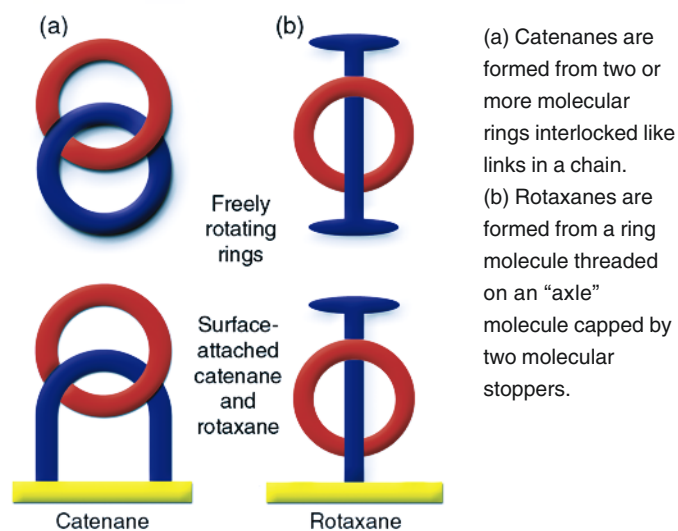 (a)
(b)
Freely
rotating
rings
Surface-
attached
catenane
and
rotaxane
Catenane
Rotaxane
(a) Catenanes are
formed from two or
more molecular
rings interlocked like
links in a chain.
(b) Rotaxanes are
formed from a ring
molecule threaded
on an “axle”
molecule capped by
two molecular
stoppers.